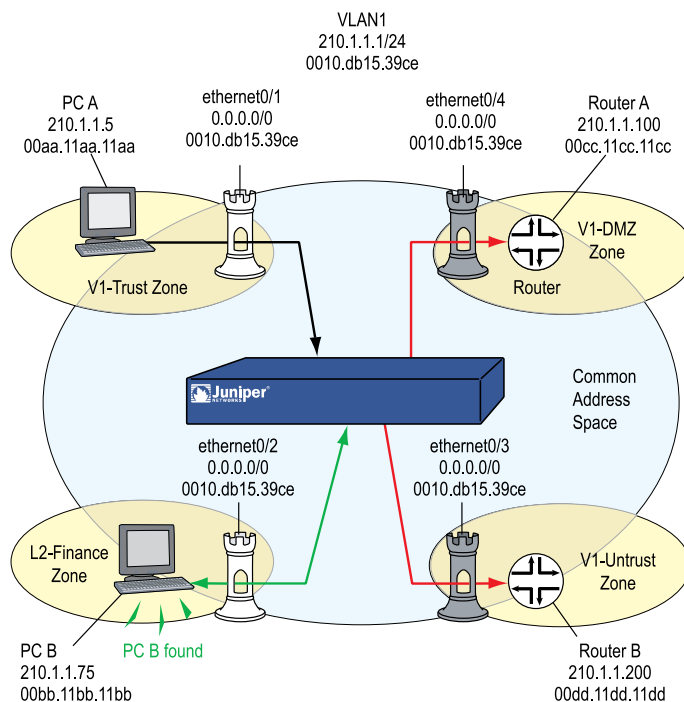 VLAN1
210.1.1.1/24
0010.db15.39ce
PC A
210.1.1.5
00aa.11aa.11aa
ethernet0/1
0.0.0.0/0
0010.db15.39ce
ethernet0/4
0.0.0.0/0
0010.db15.39ce
Router A
210.1.1.100
00cc.11cc.11cc
V1-Trust Zone
V1-DMZ
Zone
Router
Juniper
NETWORKS
Common
Address
Space
ethernet0/2
0.0.0.0/0
0010.db15.39ce
ethernet0/3
0.0.0.0/0
0010.db15.39ce
L2-Finance
Zone
V1-Untrust
Zone
PC B
210.1.1.75
00bb.11bb.11bb
PC B found
Router B
210.1.1.200
00dd.11dd.11dd